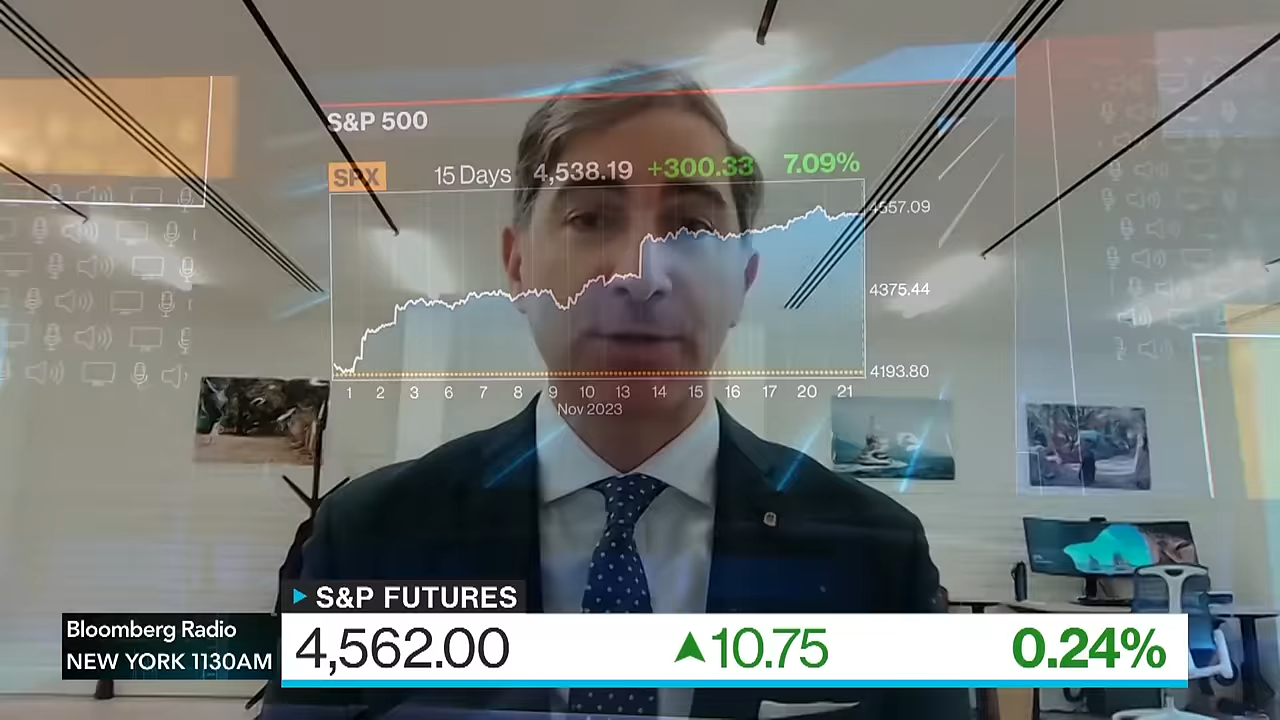 S&P 500
SPX 15 Days 4,538.19 +300.33 7.09%
4557.09
4375.44
4193.80
1 2 3 6 7 8 9 10 13 14 15 16 17 20 21
Nov 2023
S&P FUTURES
Bloomberg Radio
NEW YORK 1130AM
4,562.00 ▲10.75 0.24%